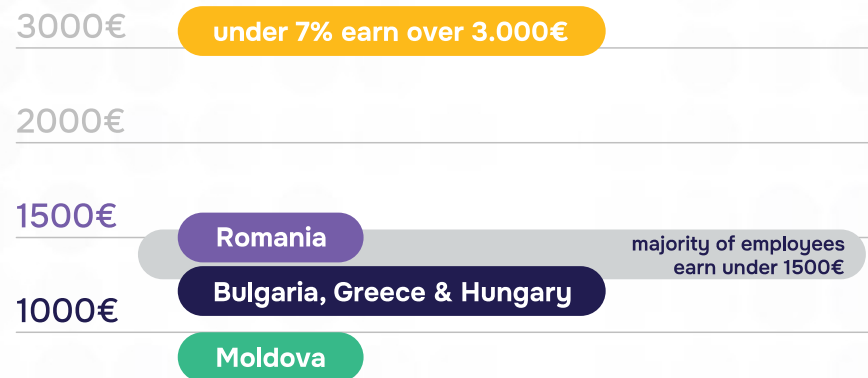 3000€
under 7% earn over 3.000€
2000€
1500€
Romania
majority of employees
earn under 1500€
Bulgaria, Greece & Hungary
1000€
Moldova